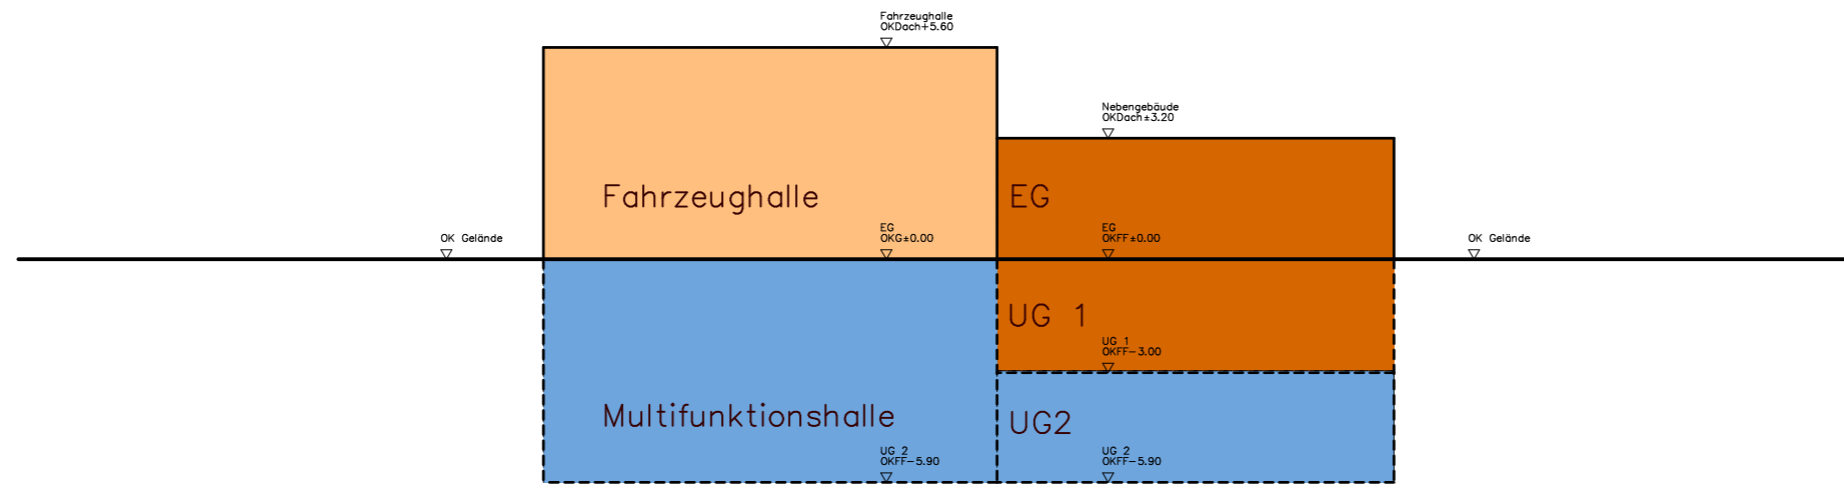 Fahrzeughalle
OKDach+5.60
Nebengebäude
OKDach±3.20
Fahrzeughalle
EG
EG
OKG±0.00
EG
OKFF±0.00
OK Gelände
OK Gelände
UG 1
UG 1
OKFF-3.00
Multifunktionshalle
UG2
UG 2
OKFF-5.90
UG 2
OKFF-5.90